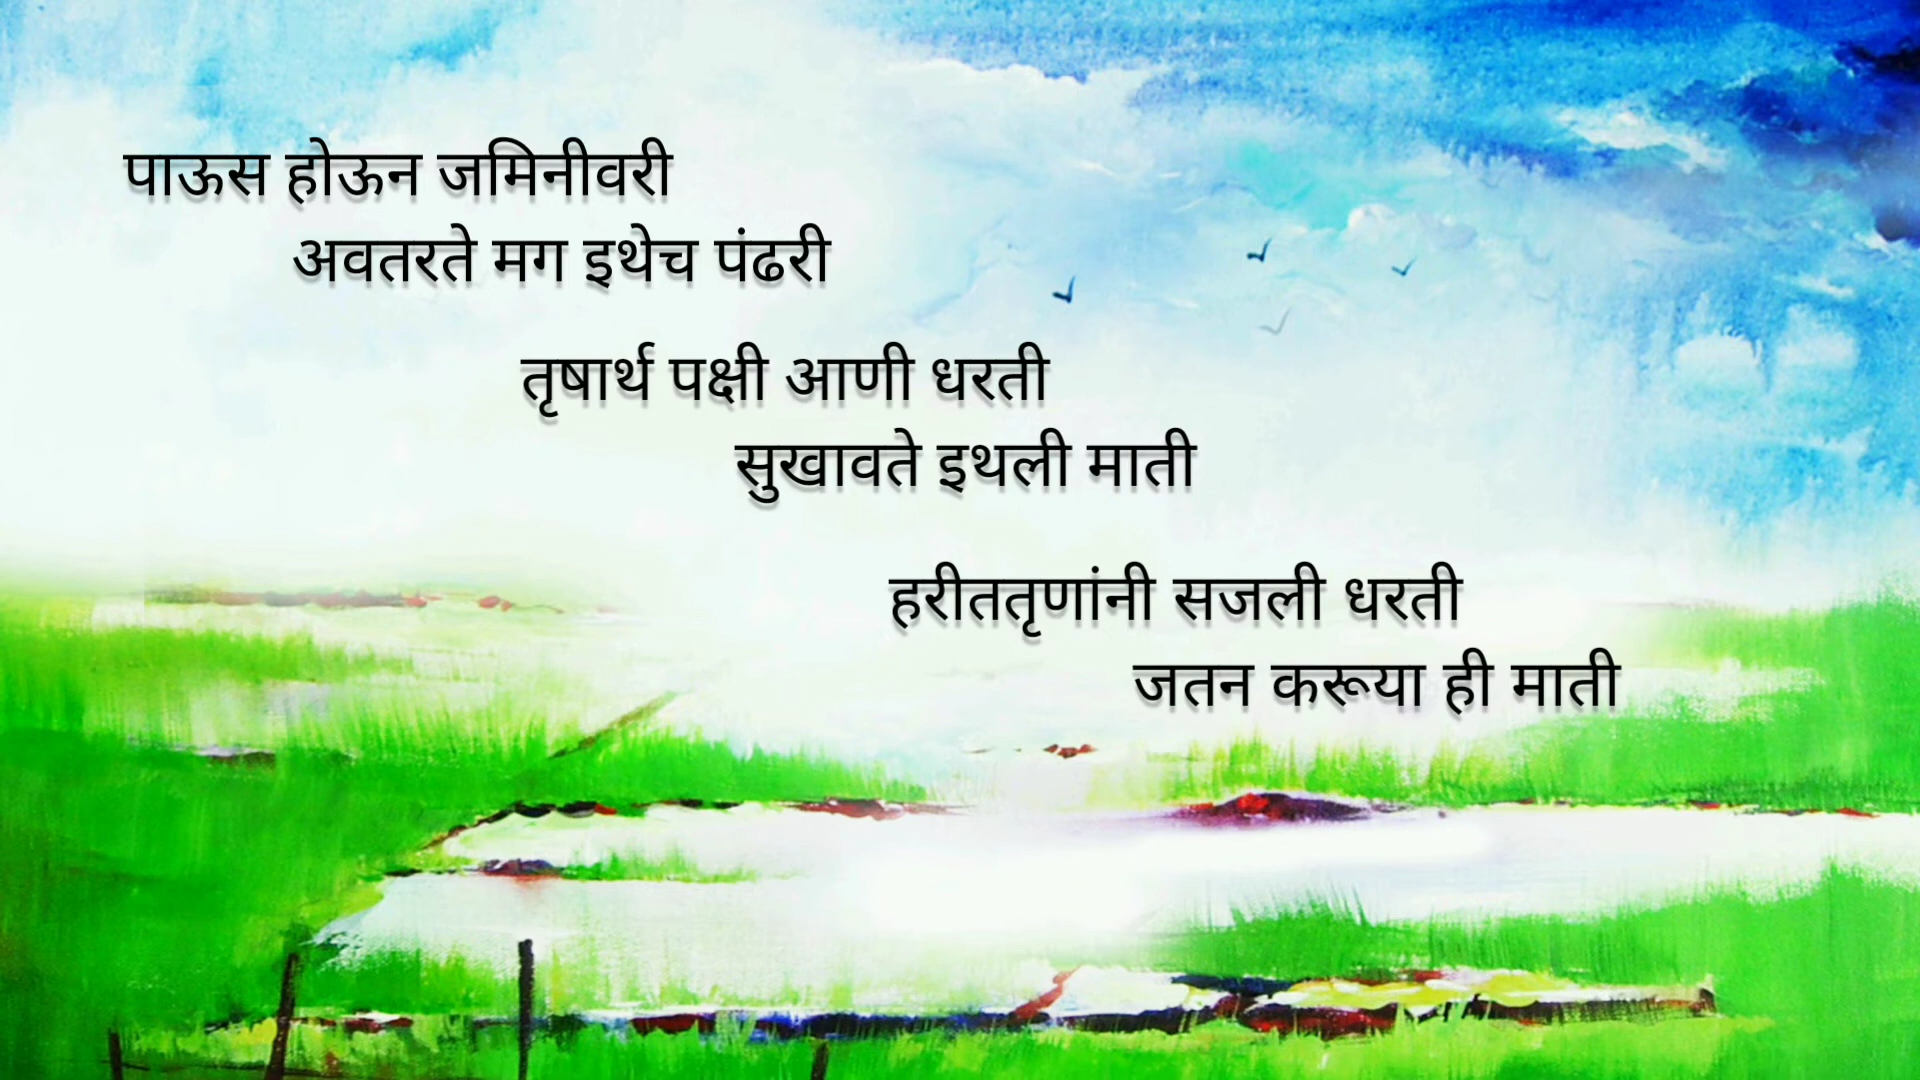 पाऊस होऊन जमिनीवरी
अवतरते मग इथेच पंढरी
तृषार्थ पक्षी आणी धरती
सुखावते इथली माती
हरीततृणांनी सजली धरती
जतन करूया ही माती